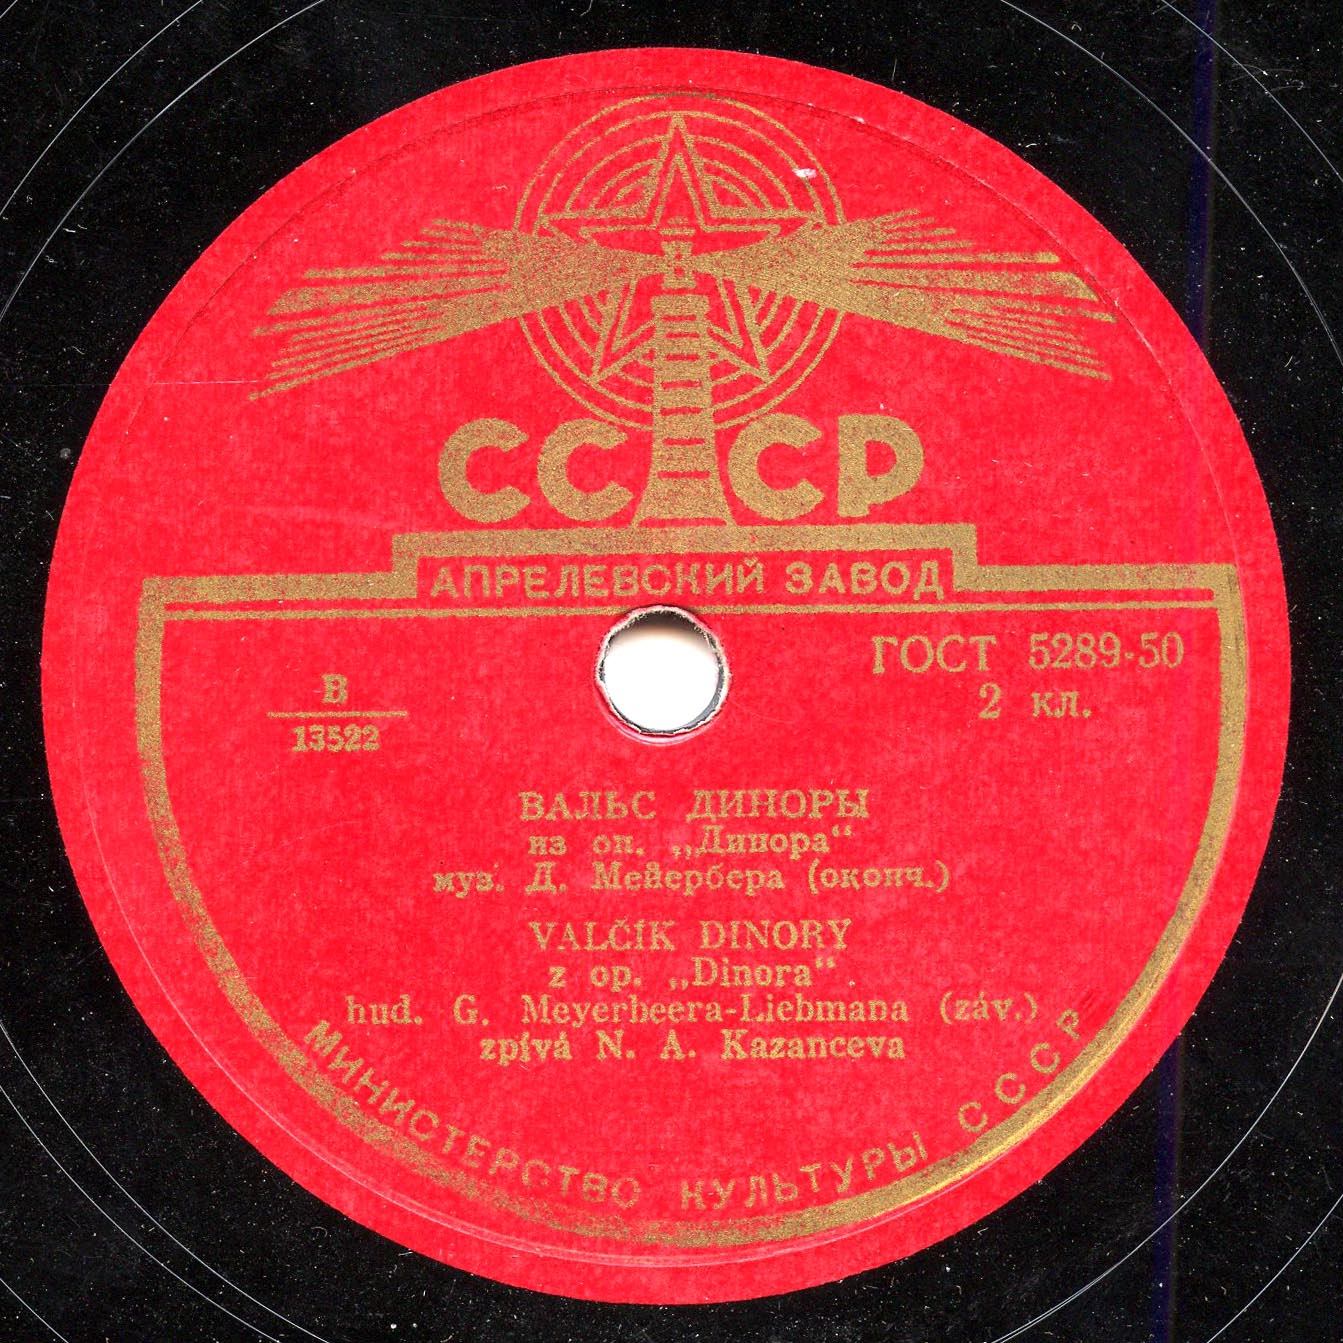 СССР
АПРЕЛЕВСКИЙ ЗАВОД
ГОСТ 5289-50
2 кл.
В
13522
ВАЛЬС ДИНОРЫ
из оп. „Динора“
муз. Д. Мейербера (оконч.)
VALČÍK DINORY
z op. „Dinora“.
hud. G. Meyerbeera-Liebmana (záv.)
zpívá N. A. Kazanceva
МИНИСТЕРСТВО КУЛЬТУРЫ СССР